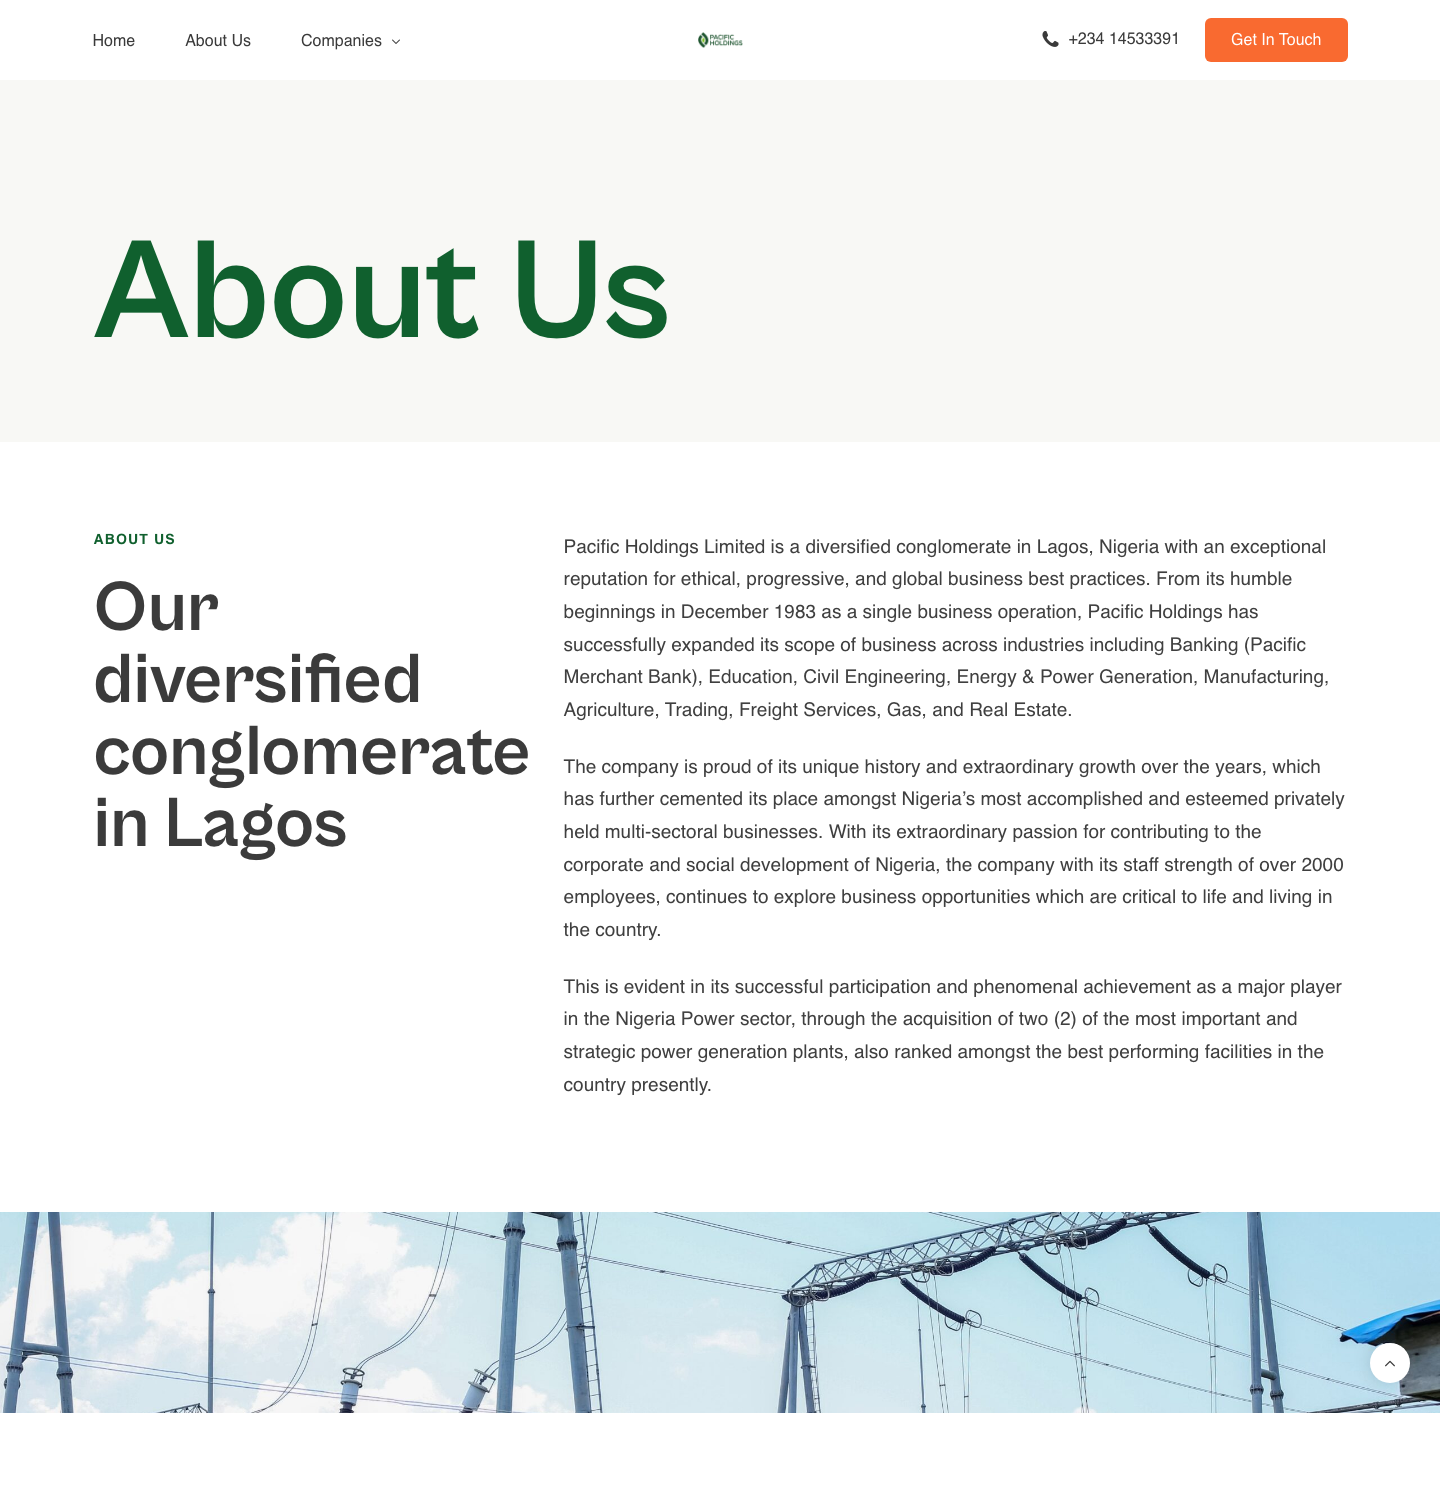 Home About Us Companies
PACIFIC
HOLDINGS
+234 14533391 Get In Touch
About Us
ABOUT US
Our
diversified
conglomerate
in Lagos
Pacific Holdings Limited is a diversified conglomerate in Lagos, Nigeria with an exceptional
reputation for ethical, progressive, and global business best practices. From its humble
beginnings in December 1983 as a single business operation, Pacific Holdings has
successfully expanded its scope of business across industries including Banking (Pacific
Merchant Bank), Education, Civil Engineering, Energy & Power Generation, Manufacturing,
Agriculture, Trading, Freight Services, Gas, and Real Estate.
The company is proud of its unique history and extraordinary growth over the years, which
has further cemented its place amongst Nigeria’s most accomplished and esteemed privately
held multi-sectoral businesses. With its extraordinary passion for contributing to the
corporate and social development of Nigeria, the company with its staff strength of over 2000
employees, continues to explore business opportunities which are critical to life and living in
the country.
This is evident in its successful participation and phenomenal achievement as a major player
in the Nigeria Power sector, through the acquisition of two (2) of the most important and
strategic power generation plants, also ranked amongst the best performing facilities in the
country presently.